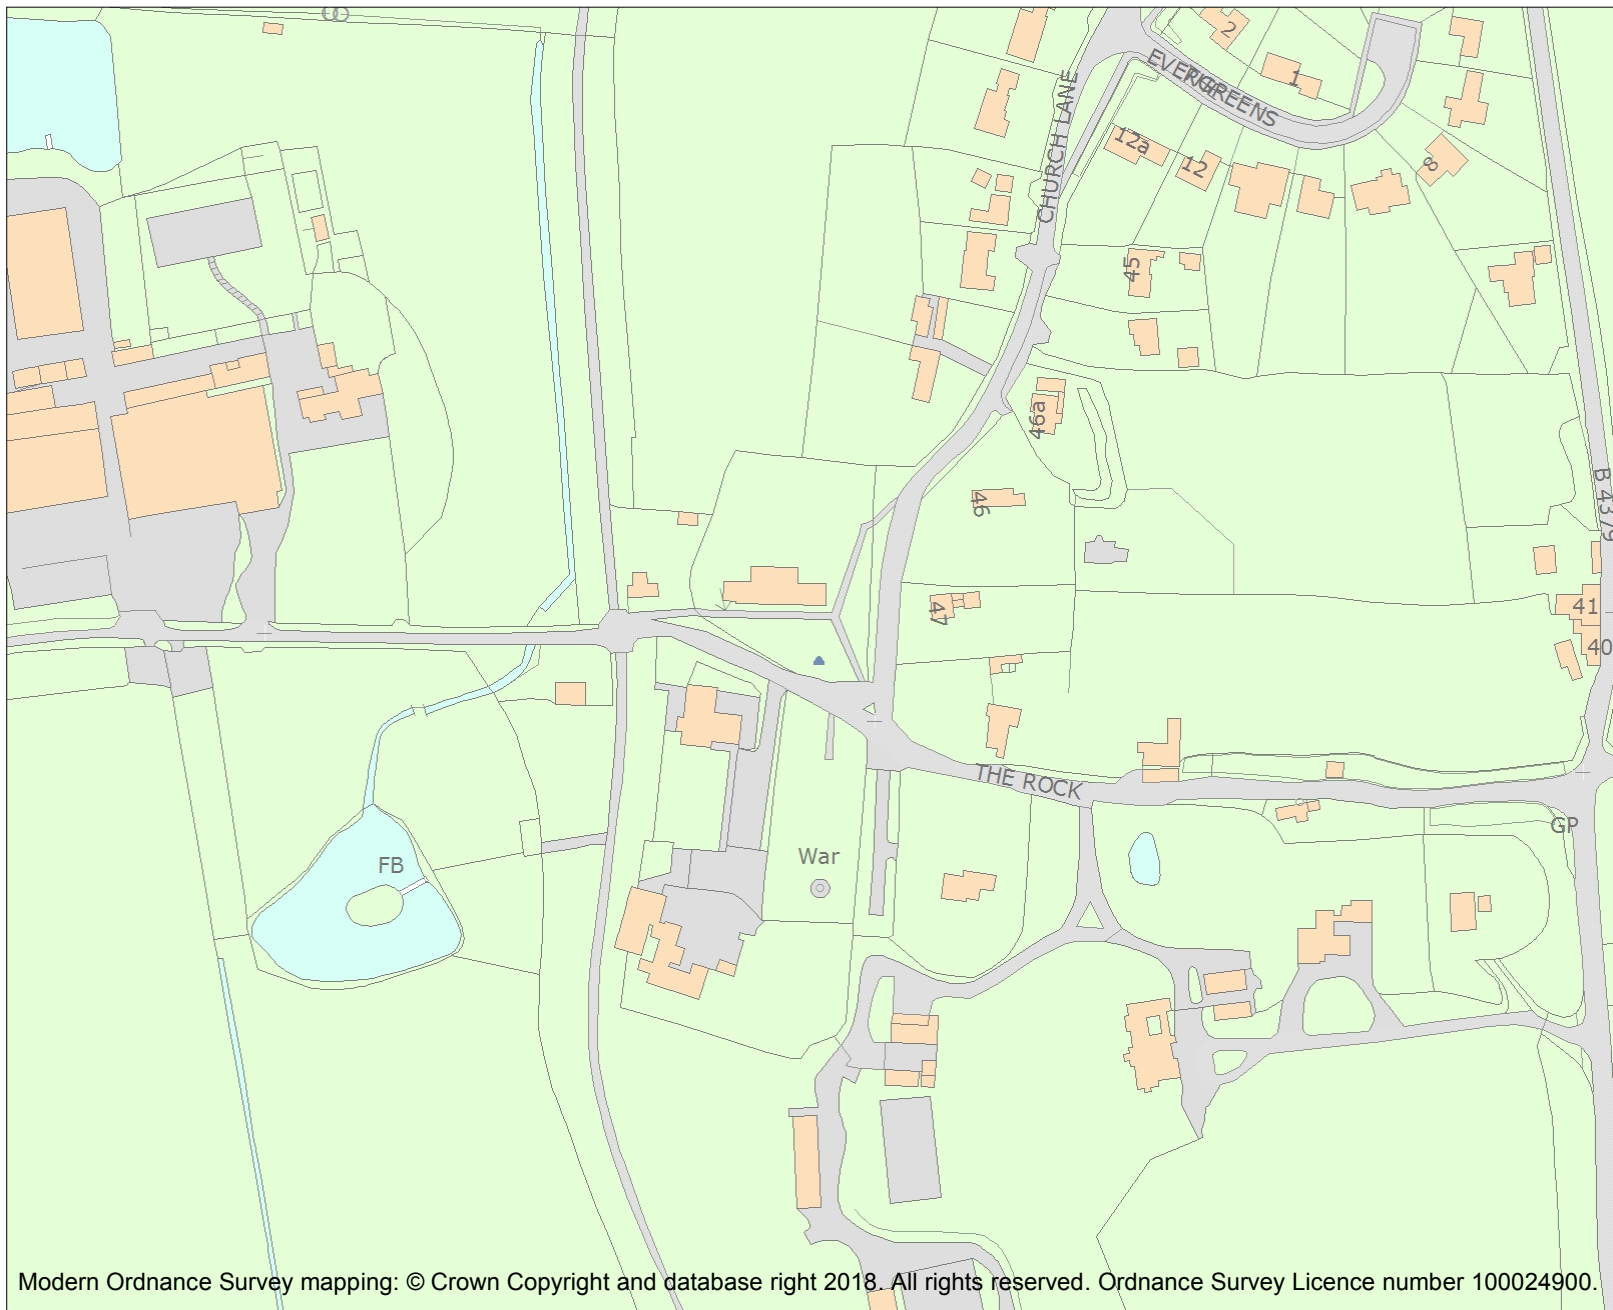 2
EVERGREENS
1
CHURCH LANE
12a
12
8
45
46a
B 4379
46
47
41
40
THE ROCK
GP
War
FB
Modern Ordnance Survey mapping: © Crown Copyright and database right 2018. All rights reserved. Ordnance Survey Licence number 100024900.